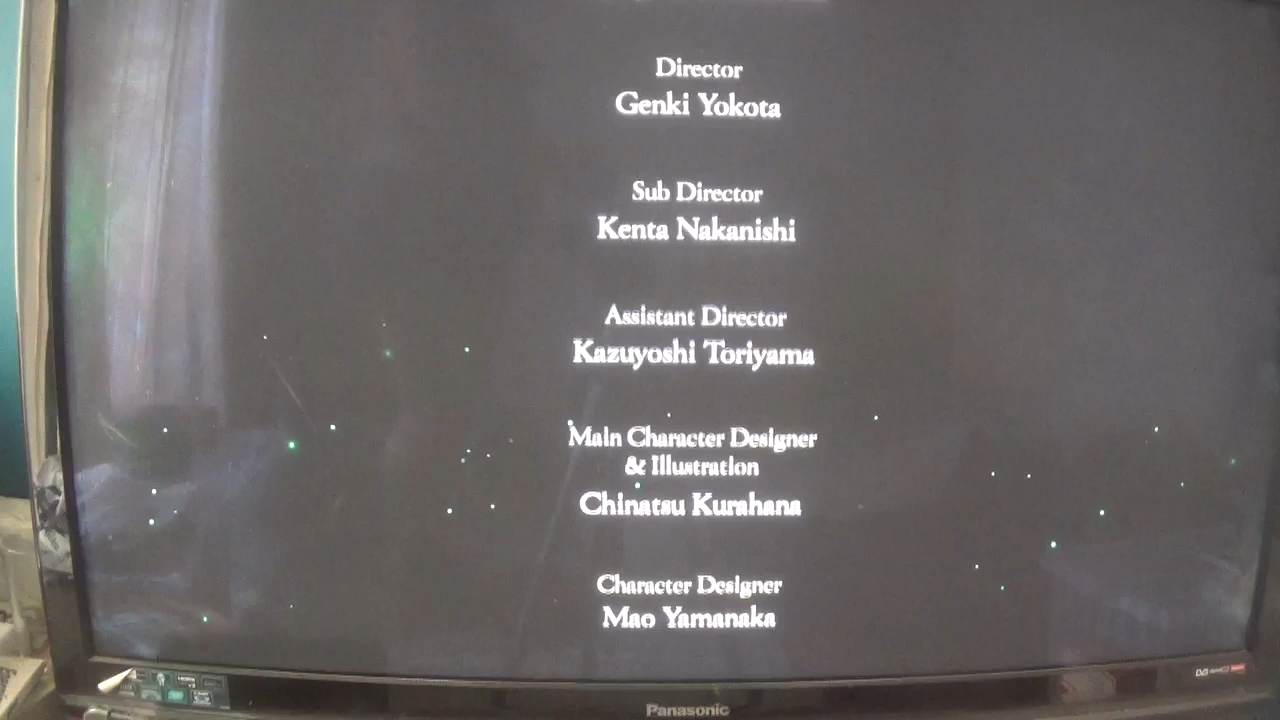 Director
Genki Yokota
Sub Director
Kenta Nakanishi
Assistant Director
Kazuyoshi Toriyama
Main Character Designer
& Illustration
Chinatsu Kurahana
Character Designer
Mao Yamanaka
Panasonic